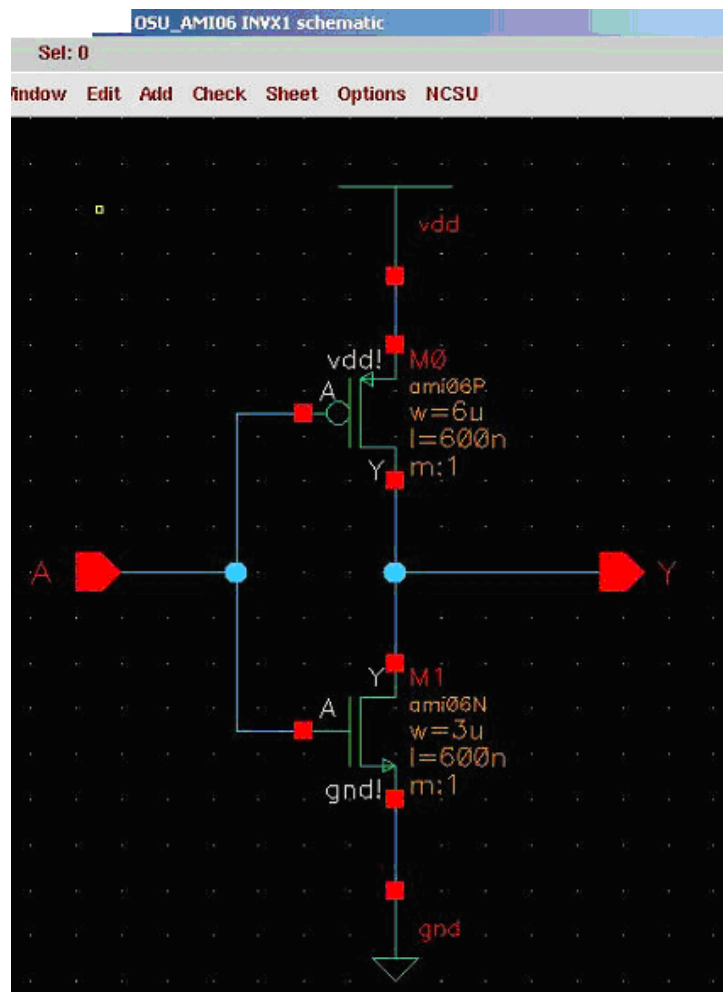 OSU_AMI06 INVX1 schematic
Sel: 0
Window Edit Add Check Sheet Options NCSU
vdd
vdd! M0
A ami06P
w=6u
l=600n
Y m:1
A Y
Y M1
A ami06N
w=3u
l=600n
gnd! m:1
gnd